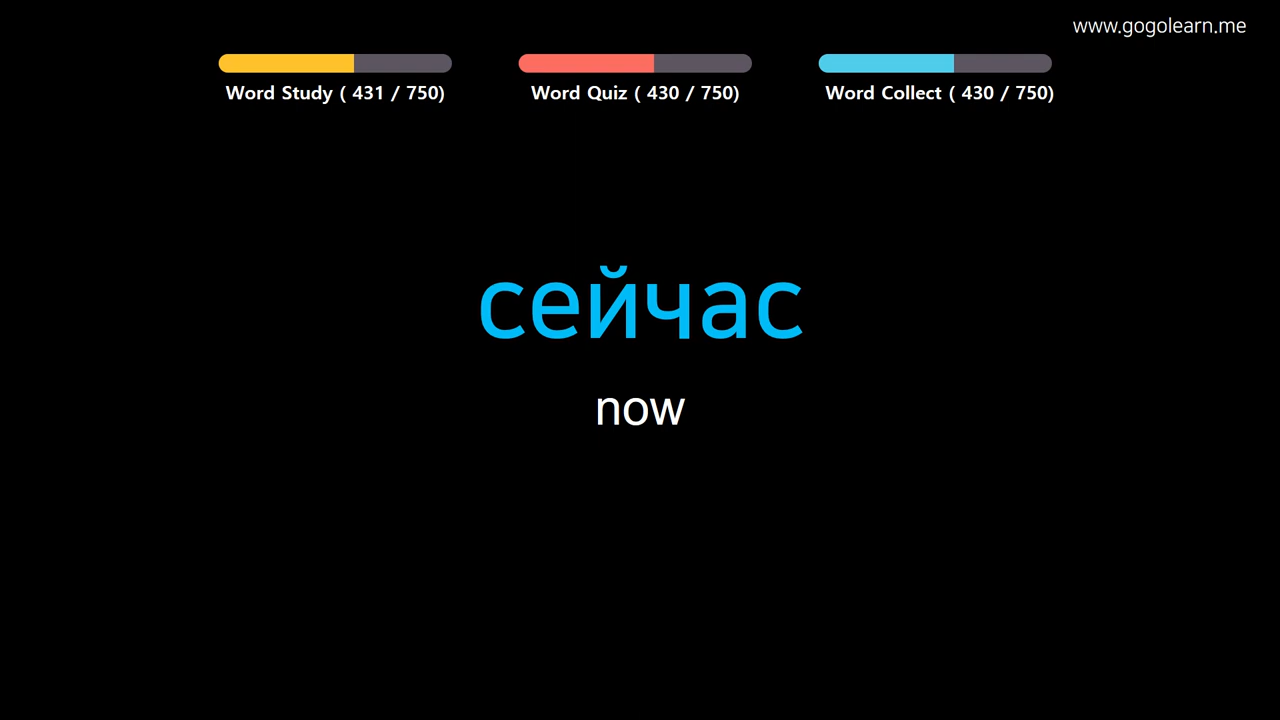 www.gogolearn.me
Word Study ( 431 / 750)
Word Quiz ( 430 / 750)
Word Collect ( 430 / 750)
сейчас
now